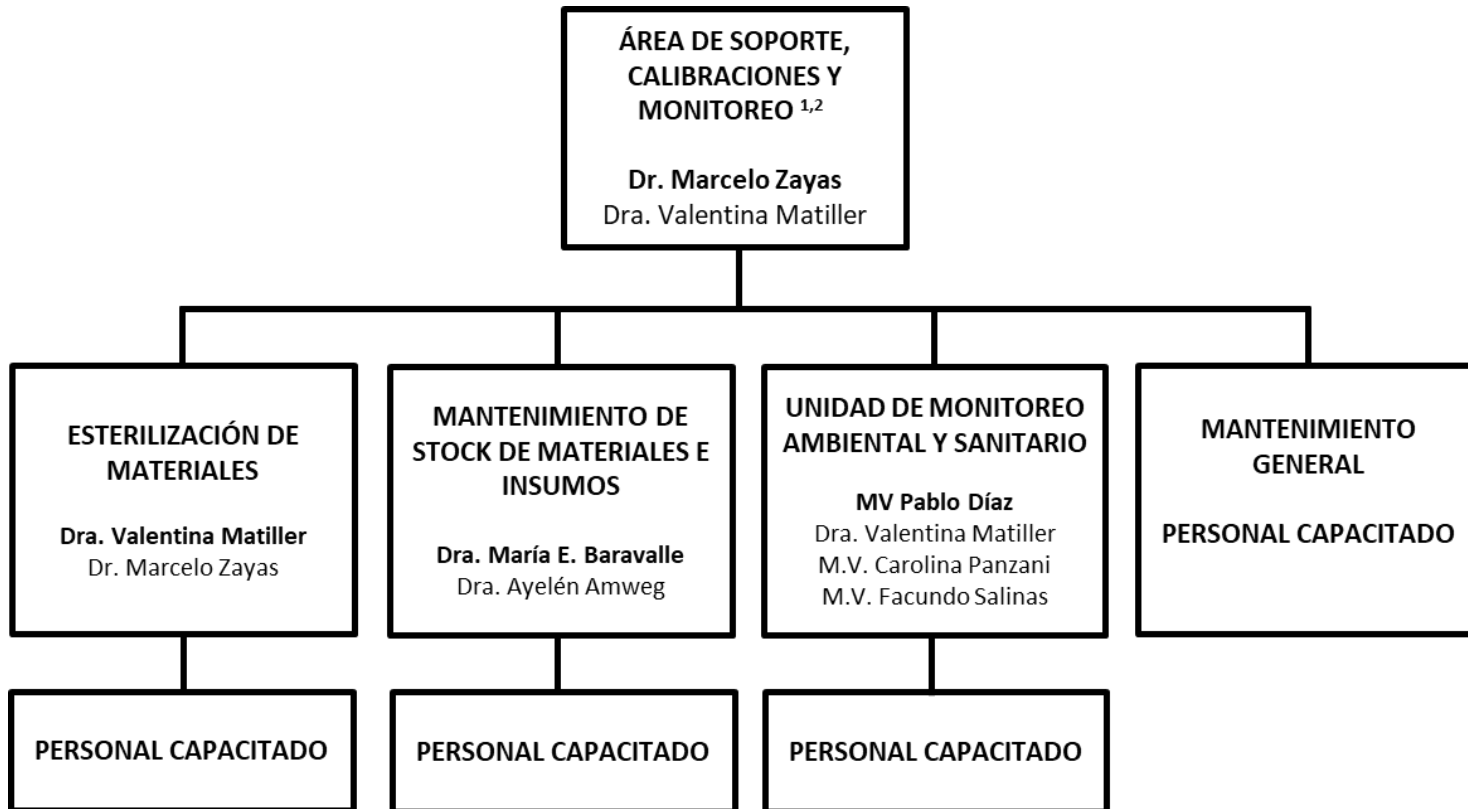 ÁREA DE SOPORTE,
CALIBRACIONES Y
MONITOREO 1,2
Dr. Marcelo Zayas
Dra. Valentina Matiller
ESTERILIZACIÓN DE
MATERIALES
Dra. Valentina Matiller
Dr. Marcelo Zayas
MANTENIMIENTO DE
STOCK DE MATERIALES E
INSUMOS
Dra. María E. Baravalle
Dra. Ayelén Amweg
UNIDAD DE MONITOREO
AMBIENTAL Y SANITARIO
MV Pablo Díaz
Dra. Valentina Matiller
M.V. Carolina Panzani
M.V. Facundo Salinas
MANTENIMIENTO
GENERAL
PERSONAL CAPACITADO
PERSONAL CAPACITADO
PERSONAL CAPACITADO
PERSONAL CAPACITADO